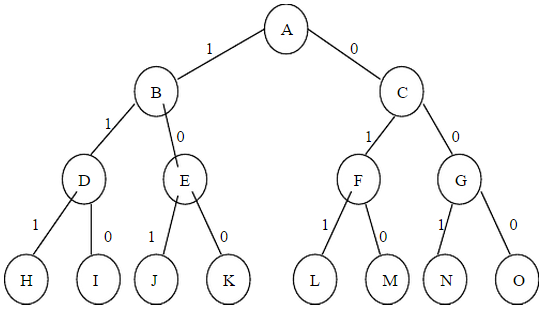 A
1 0
B C
1 0 1 0
D E F G
1 0 1 0 1 0 1 0
H I J K L M N O